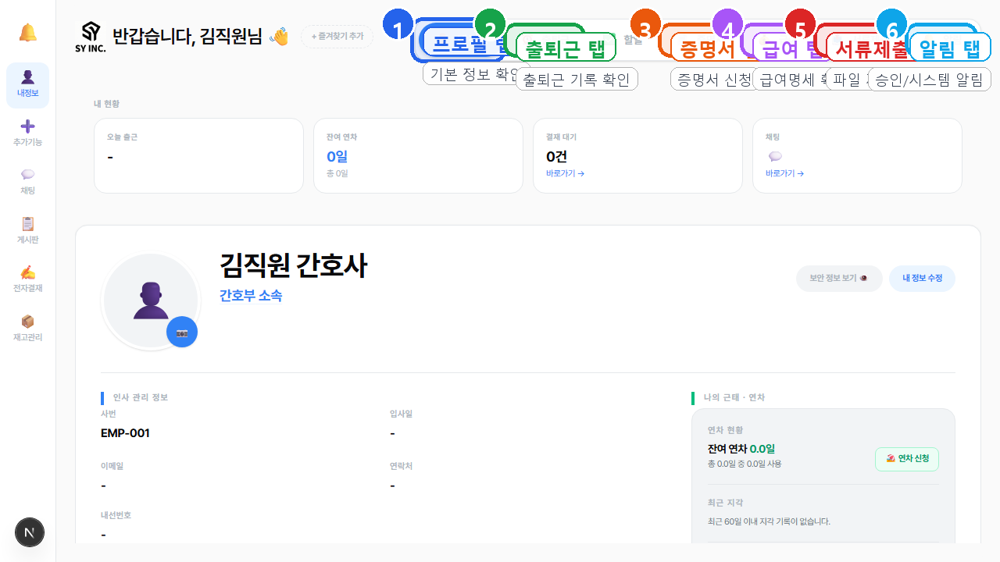 SY INC.
반갑습니다, 김직원님
+ 즐겨찾기 추가
1
프로필
기본 정보 확인
2
출퇴근 탭
출퇴근 기록 확인
할일
3
증명서
증명서 신청
4
급여 탭
급여명세
5
서류제출
파일
6
알림 탭
승인/시스템 알림
내정보
추가기능
채팅
게시판
전자결재
재고관리
N
내 현황
오늘 출근
-
잔여 연차
0일
총 0일
결재 대기
0건
바로가기 →
채팅
바로가기 →
김직원 간호사
간호부 소속
보안 정보 보기
내 정보 수정
인사 관리 정보
사번
EMP-001
입사일
-
이메일
-
연락처
-
내선번호
-
나의 근태 · 연차
연차 현황
잔여 연차 0.0일
총 0.0일 중 0.0일 사용
연차 신청
최근 지각
최근 60일 이내 지각 기록이 없습니다.